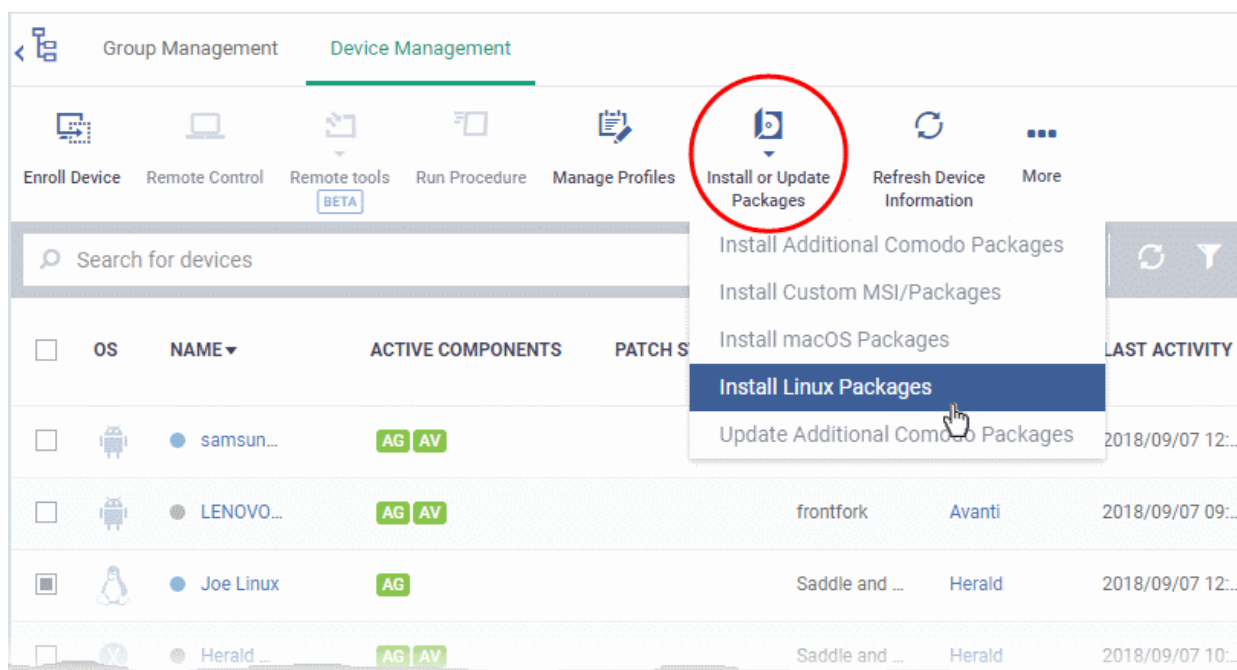 Group Management Device Management
Enroll Device Remote Control Remote tools Run Procedure Manage Profiles Install or Update Packages Refresh Device Information More
BETA
Search for devices
Install Additional Comodo Packages
Install Custom MSI/Packages
Install macOS Packages
Install Linux Packages
Update Additional Comodo Packages
OS NAME ACTIVE COMPONENTS PATCH S LAST ACTIVITY
samsun... AG AV 2018/09/07 12:...
LENOVO... AG AV frontfork Avanti 2018/09/07 09:...
Joe Linux AG Saddle and ... Herald 2018/09/07 12:...
Herald ... AG AV Saddle and ... Herald 2018/09/07 10:...